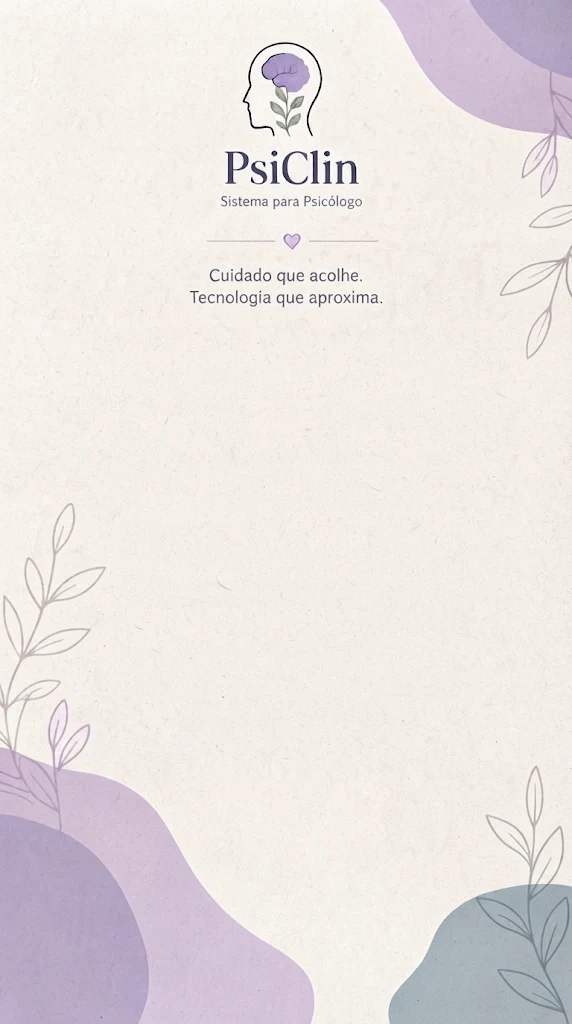 PsiClin
Sistema para Psicólogo
Cuidado que acolhe.
Tecnologia que aproxima.